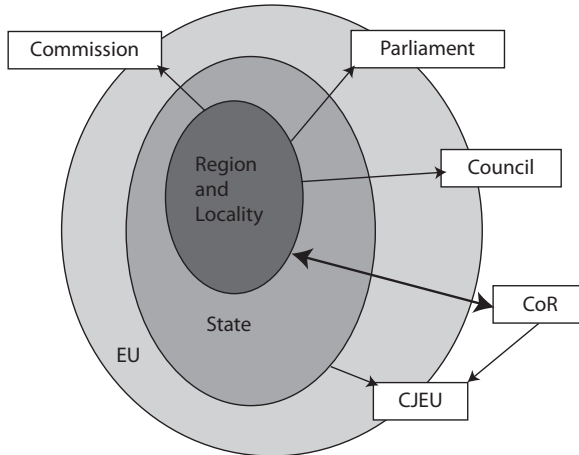 Commission
Parliament
Region
and
Locality
Council
CoR
State
EU
CJEU